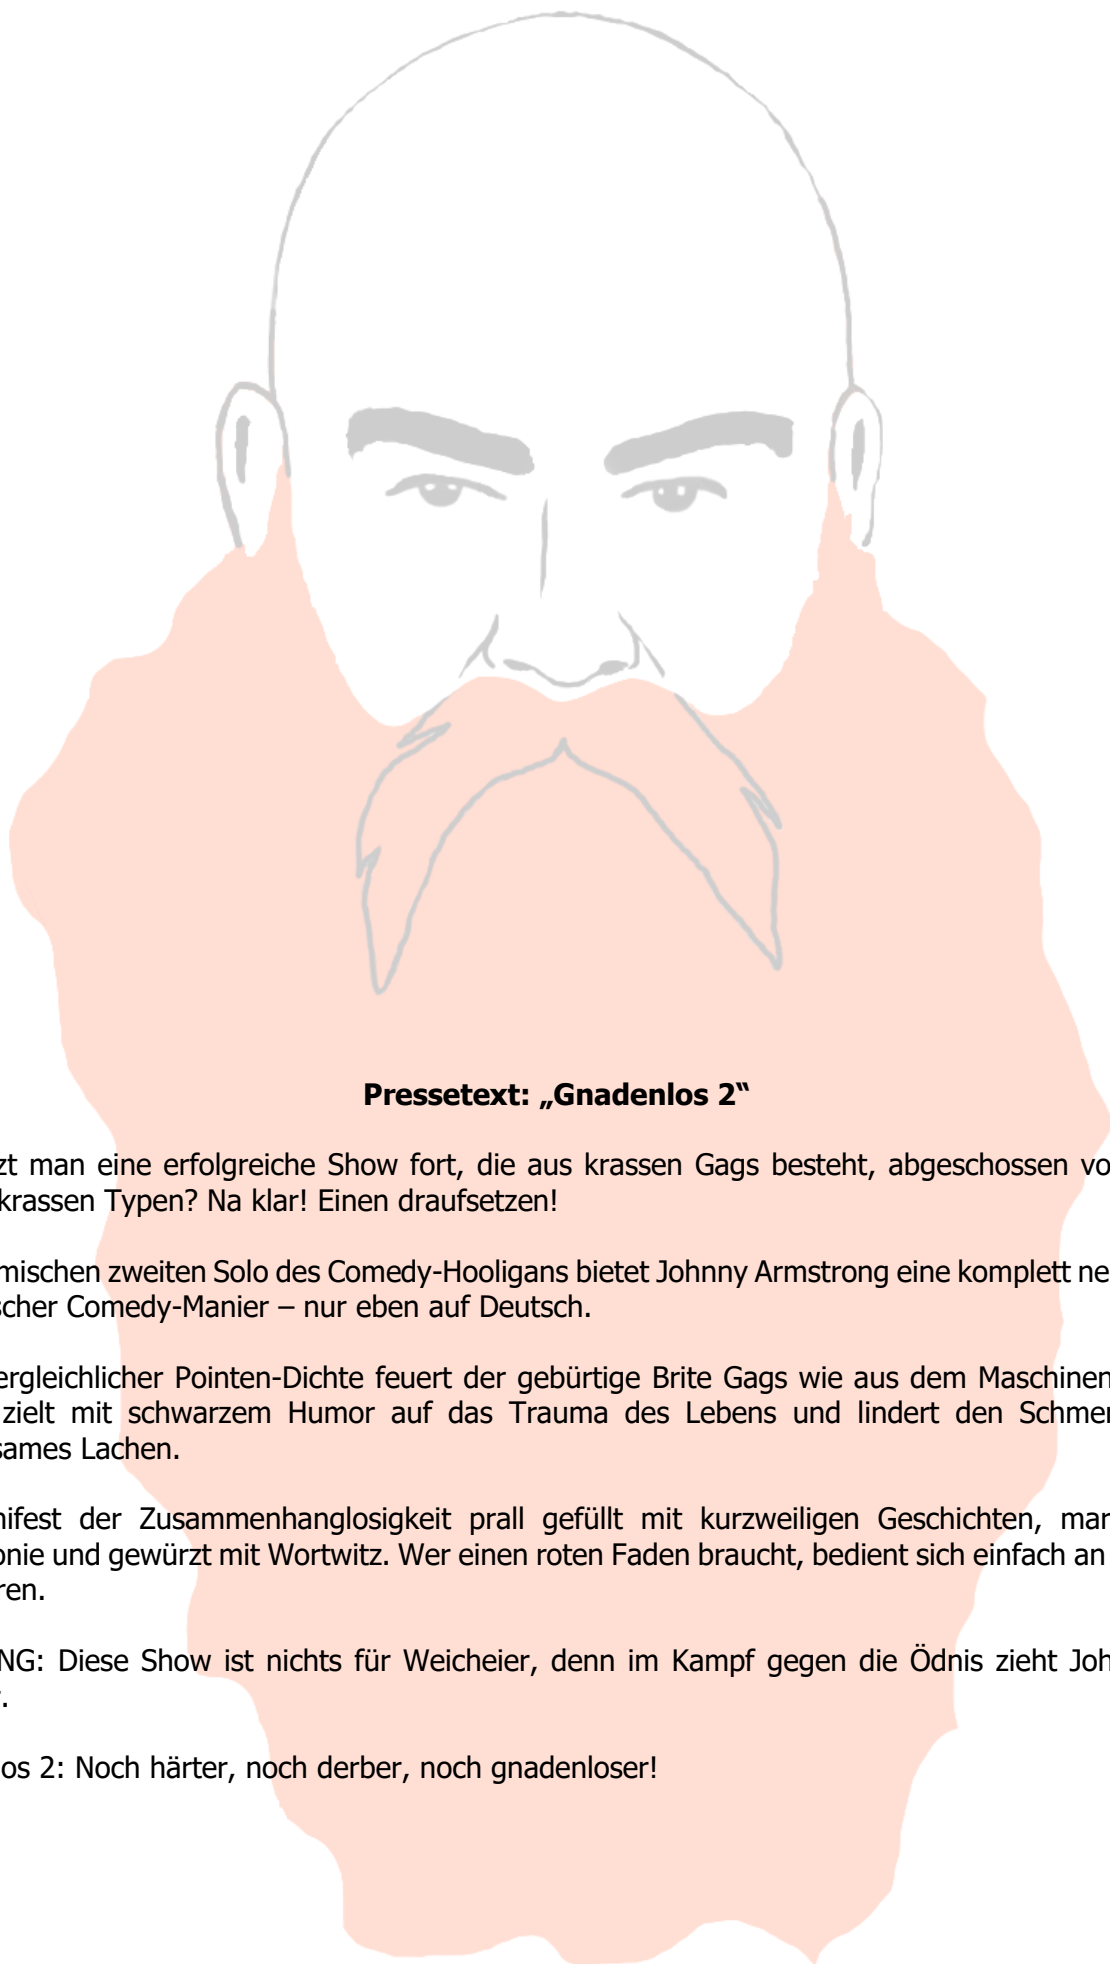 Pressetext: „Gnadenlos 2“
zt man eine erfolgreiche Show fort, die aus krassen Gags besteht, abgeschossen vo
krassen Typen? Na klar! Einen draufsetzen!
mischen zweiten Solo des Comedy-Hooligans bietet Johnny Armstrong eine komplett ne
scher Comedy-Manier – nur eben auf Deutsch.
ergleichlicher Pointen-Dichte feuert der gebürtige Brite Gags wie aus dem Maschinen
zielt mit schwarzem Humor auf das Trauma des Lebens und lindert den Schmer
sames Lachen.
nifest der Zusammenhanglosigkeit prall gefüllt mit kurzweiligen Geschichten, mar
onie und gewürzt mit Wortwitz. Wer einen roten Faden braucht, bedient sich einfach an
ren.
NG: Diese Show ist nichts für Weicheier, denn im Kampf gegen die Ödnis zieht Joh
os 2: Noch härter, noch derber, noch gnadenloser!